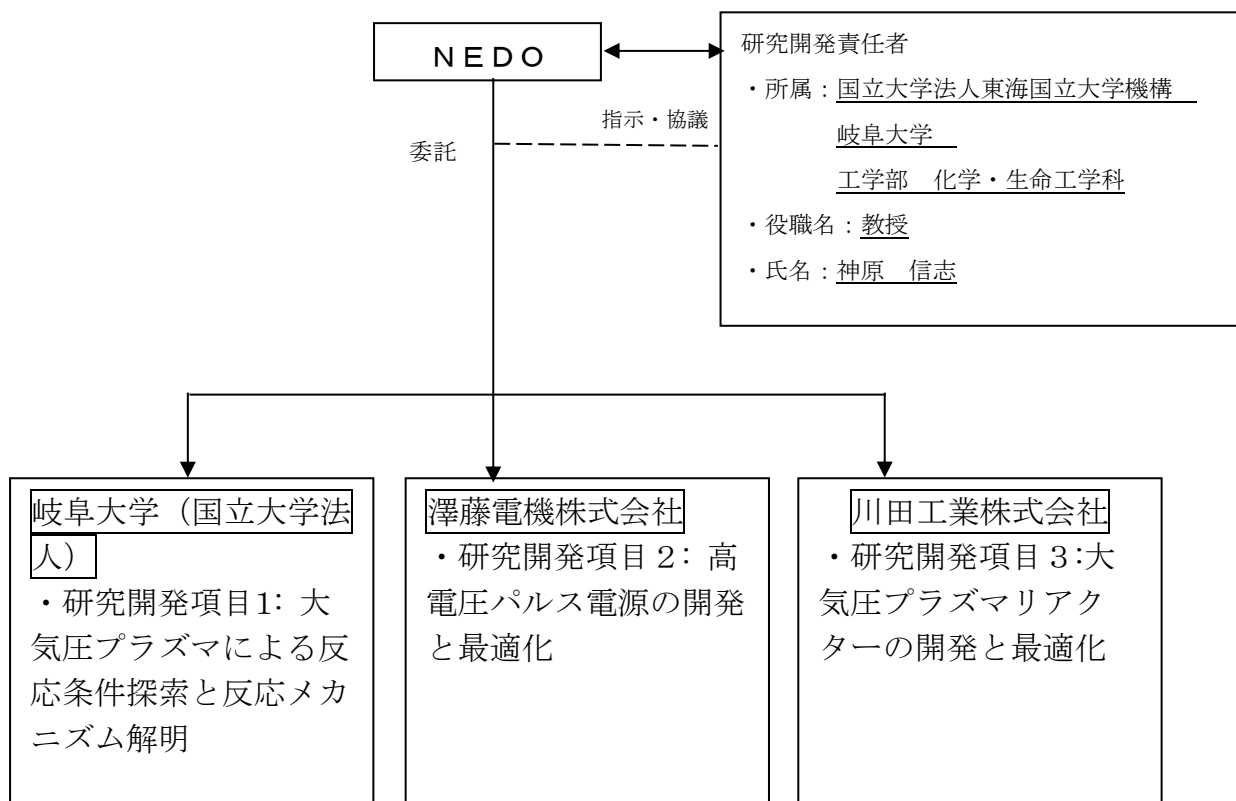 ＮＥＤＯ
研究開発責任者
・所属：国立大学法人東海国立大学機構
岐阜大学
工学部　化学・生命工学科
・役職名：教授
・氏名：神原　信志
指示・協議
委託
岐阜大学（国立大学法
人）
・研究開発項目1：大
気圧プラズマによる反
応条件探索と反応メカ
ニズム解明
澤藤電機株式会社
・研究開発項目 2：高
電圧パルス電源の開発
と最適化
川田工業株式会社
・研究開発項目 3:大
気圧プラズマリアク
ターの開発と最適化